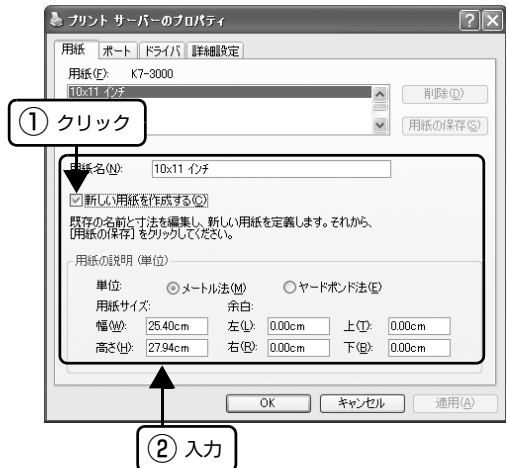 プリント サーバーのプロパティ
用紙 ポート ドライバ 詳細設定
用紙(F): K7-3000
10x11 インチ
削除(D)
① クリック
用紙の保存(S)
用紙名(N): 10x11 インチ
新しい用紙を作成する(C)
既存の名前と寸法を編集し、新しい用紙を定義します。それから、
[用紙の保存] をクリックしてください。
用紙の説明 (単位)
単位: メートル法(M) ヤードポンド法(E)
用紙サイズ: 余白:
幅(W): 25.40cm 左(L): 0.00cm 上(T): 0.00cm
高さ(H): 27.94cm 右(R): 0.00cm 下(B): 0.00cm
OK キャンセル 適用(A)
② 入力